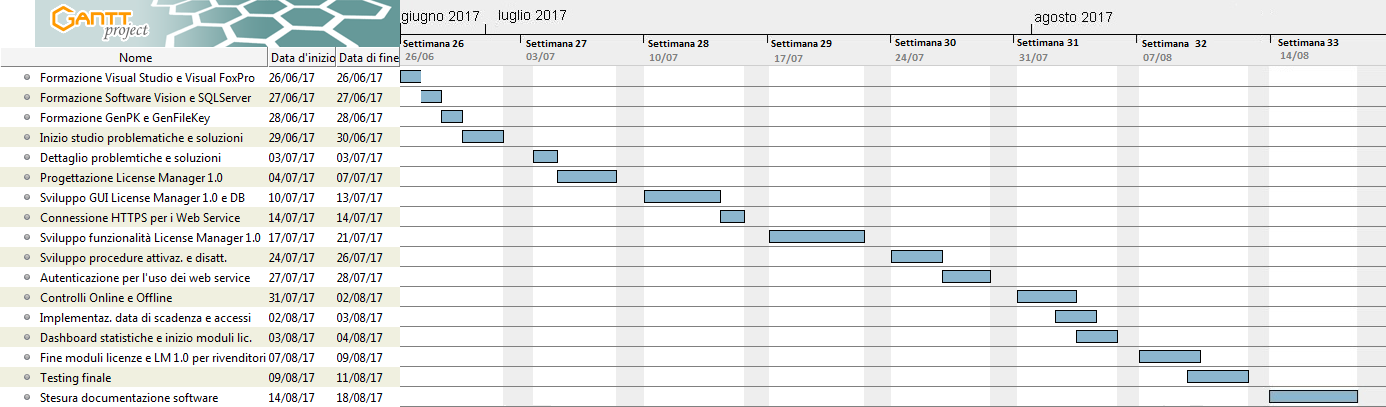 GANTT
project
giugno 2017 luglio 2017 agosto 2017
Settimana 26 Settimana 27 Settimana 28 Settimana 29 Settimana 30 Settimana 31 Settimana 32 Settimana 33
26/06 03/07 10/07 17/07 24/07 31/07 07/08 14/08
Nome Data d'inizio Data di fine
Formazione Visual Studio e Visual FoxPro 26/06/17 26/06/17
Formazione Software Vision e SQLServer 27/06/17 27/06/17
Formazione GenPK e GenFileKey 28/06/17 28/06/17
Inizio studio problematiche e soluzioni 29/06/17 30/06/17
Dettaglio problemtiche e soluzioni 03/07/17 03/07/17
Progettazione License Manager 1.0 04/07/17 07/07/17
Sviluppo GUI License Manager 1.0 e DB 10/07/17 13/07/17
Connessione HTTPS per i Web Service 14/07/17 14/07/17
Sviluppo funzionalità License Manager 1.0 17/07/17 21/07/17
Sviluppo procedure attivaz. e disatt. 24/07/17 26/07/17
Autenticazione per l'uso dei web service 27/07/17 28/07/17
Controlli Online e Offline 31/07/17 02/08/17
Implementaz. data di scadenza e accessi 02/08/17 03/08/17
Dashboard statistiche e inizio moduli lic. 03/08/17 04/08/17
Fine moduli licenze e LM 1.0 per rivenditori 07/08/17 09/08/17
Testing finale 09/08/17 11/08/17
Stesura documentazione software 14/08/17 18/08/17